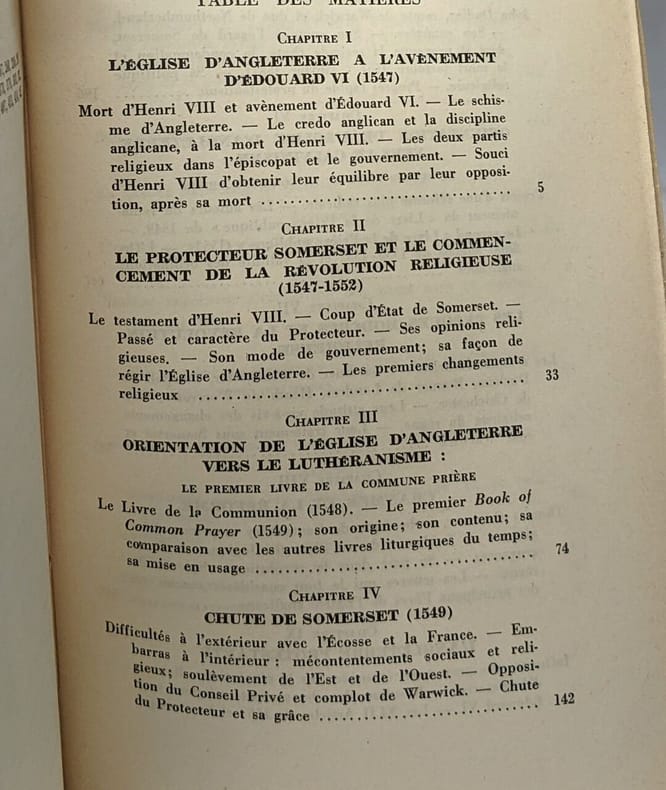 TABLE DES MATIÈRES
CHAPITRE I
L'ÉGLISE D'ANGLETERRE A L'AVÈNEMENT
D'ÉDOUARD VI (1547)
Mort d'Henri VIII et avènement d'Édouard VI. — Le schis-
me d'Angleterre. — Le credo anglican et la discipline
anglicane, à la mort d'Henri VIII. — Les deux partis
religieux dans l'épiscopat et le gouvernement. — Souci
d'Henri VIII d'obtenir leur équilibre par leur opposi-
tion, après sa mort ........................ 5
CHAPITRE II
LE PROTECTEUR SOMERSET ET LE COMMEN-
CEMENT DE LA RÉVOLUTION RELIGIEUSE
(1547-1552)
Le testament d'Henri VIII. — Coup d'État de Somerset. —
Passé et caractère du Protecteur. — Ses opinions reli-
gieuses. — Son mode de gouvernement; sa façon de
régir l'Église d'Angleterre. — Les premiers changements
religieux ........................ 33
CHAPITRE III
ORIENTATION DE L'ÉGLISE D'ANGLETERRE
VERS LE LUTHÉRANISME :
LE PREMIER LIVRE DE LA COMMUNE PRIÈRE
Le Livre de la Communion (1548). — Le premier Book of
Common Prayer (1549); son origine; son contenu; sa
comparaison avec les autres livres liturgiques du temps;
sa mise en usage ........................ 74
CHAPITRE IV
CHUTE DE SOMERSET (1549)
Difficultés à l'extérieur avec l'Écosse et la France. — Em-
barras à l'intérieur : mécontentements sociaux et reli-
gieux; soulèvement de l'Est et de l'Ouest. — Opposi-
tion du Conseil Privé et complot de Warwick. — Chute
du Protecteur et sa grâce ........................ 142